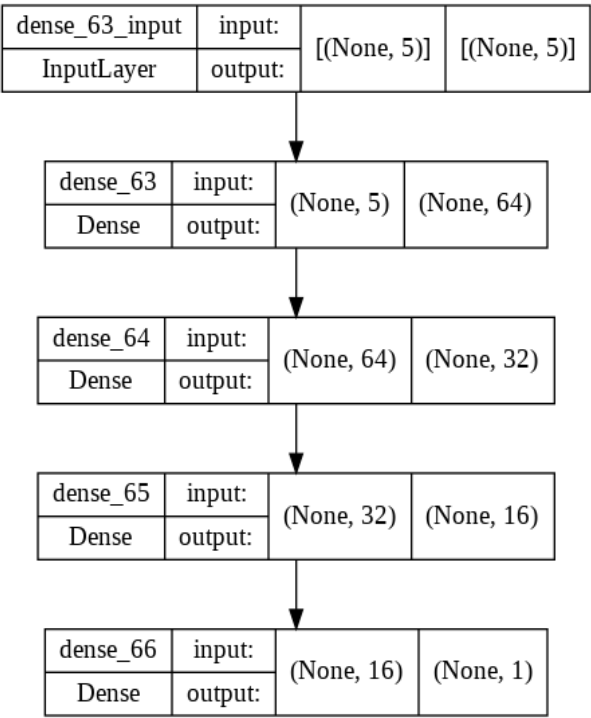 dense_63_input input: [(None, 5)] [(None, 5)]
InputLayer output:
dense_63 input: (None, 5) (None, 64)
Dense output:
dense_64 input: (None, 64) (None, 32)
Dense output:
dense_65 input: (None, 32) (None, 16)
Dense output:
dense_66 input: (None, 16) (None, 1)
Dense output: